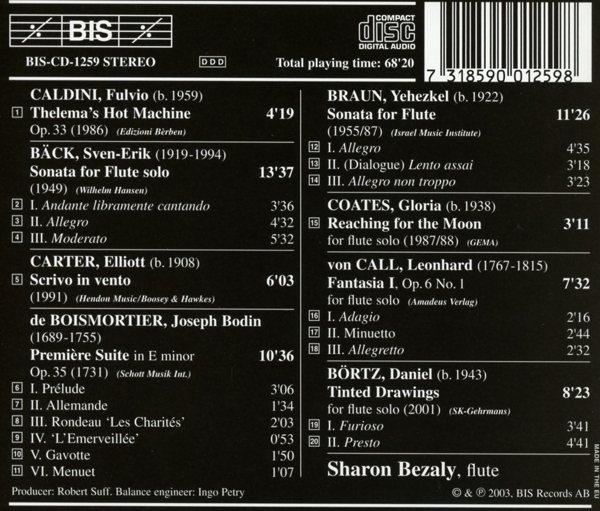 BIS
COMPACT
disc
DIGITAL AUDIO
BIS-CD-1259 STEREO
D D D
Total playing time: 68'20
7 318590 012598
CALDINI, Fulvio (b. 1959)
1 Thelema's Hot Machine 4'19
Op. 33 (1986) (Edizioni Bèrben)
BÄCK, Sven-Erik (1919-1994)
Sonata for Flute solo 13'37
(1949) (Wilhelm Hansen)
2 I. Andante libramente cantando 3'36
3 II. Allegro 4'32
4 III. Moderato 5'32
CARTER, Elliott (b. 1908)
5 Scrivo in vento 6'03
(1991) (Hendon Music/Boosey & Hawkes)
de BOISMORTIER, Joseph Bodin
(1689-1755)
Première Suite in E minor 10'36
Op. 35 (1731) (Schott Musik Int.)
6 I. Prélude 3'06
7 II. Allemande 1'34
8 III. Rondeau ‘Les Charités’ 2'03
9 IV. ‘L'Emerveillée’ 0'53
10 V. Gavotte 1'50
11 VI. Menuet 1'07
BRAUN, Yehezkel (b. 1922)
Sonata for Flute 11'26
(1955/87) (Israel Music Institute)
12 I. Allegro 4'35
13 II. (Dialogue) Lento assai 3'18
14 III. Allegro non troppo 3'23
COATES, Gloria (b. 1938)
15 Reaching for the Moon 3'11
for flute solo (1987/88) (GEMA)
von CALL, Leonhard (1767-1815)
Fantasia I, Op. 6 No. 1 7'32
for flute solo (Amadeus Verlag)
16 I. Adagio 2'16
17 II. Minuetto 2'44
18 III. Allegretto 2'32
BÖRTZ, Daniel (b. 1943)
Tinted Drawings 8'23
for flute solo (2001) (SK-Gehrmans)
19 I. Furioso 3'41
20 II. Presto 4'41
Sharon Bezaly, flute
Producer: Robert Suff. Balance engineer: Ingo Petry
© & ℗ 2003, BIS Records AB
MADE IN THE EU